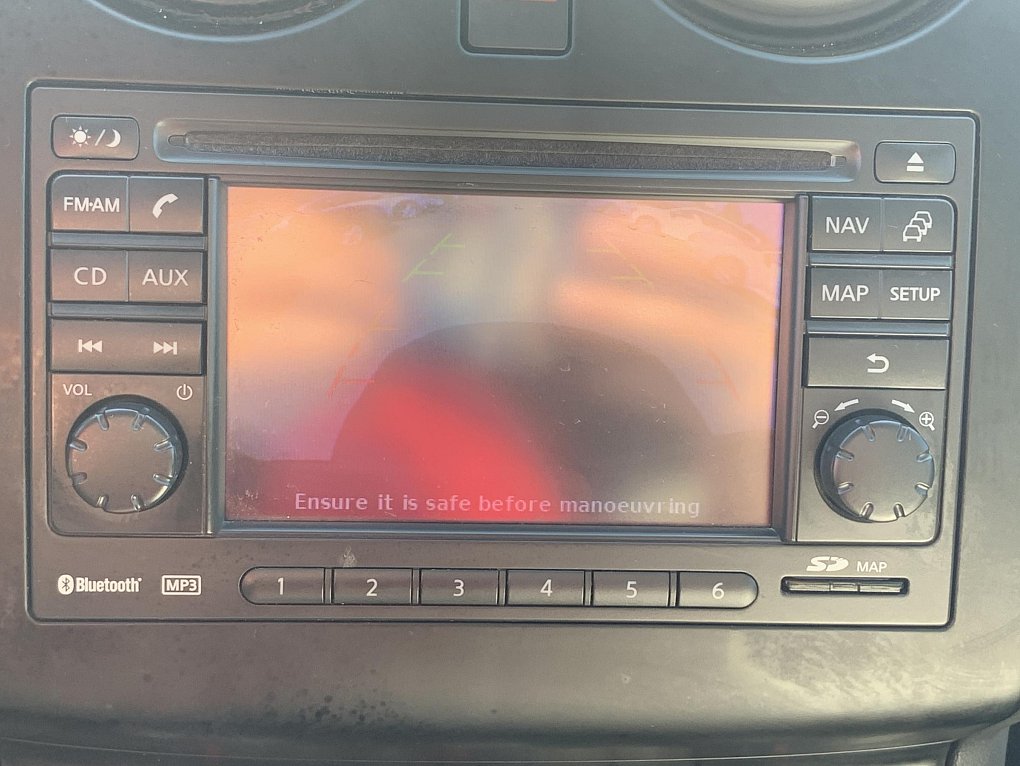 FM·AM
NAV
CD AUX
MAP SETUP
VOL
Ensure it is safe before manoeuvring
Bluetooth® MP3 1 2 3 4 5 6 SD MAP